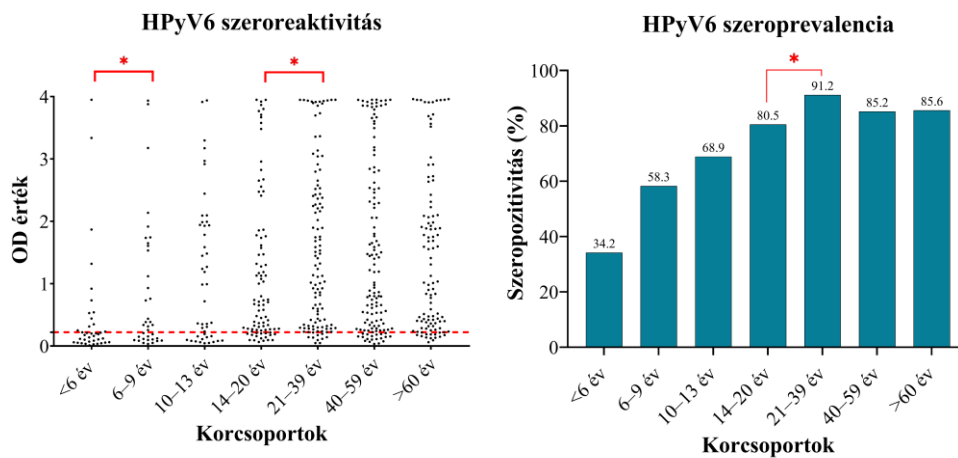 HPyV6 szeroreaktivitás
*
*
OD érték
4
3
2
1
0
<6 év
6–9 év
10–13 év
14–20 év
21–39 év
40–59 év
>60 év
Korcsoportok
HPyV6 szeroprevalencia
*
Szeropozitivitás (%)
100
80
60
40
20
0
34.2
58.3
68.9
80.5
91.2
85.2
85.6
<6 év
6–9 év
10–13 év
14–20 év
21–39 év
40–59 év
>60 év
Korcsoportok